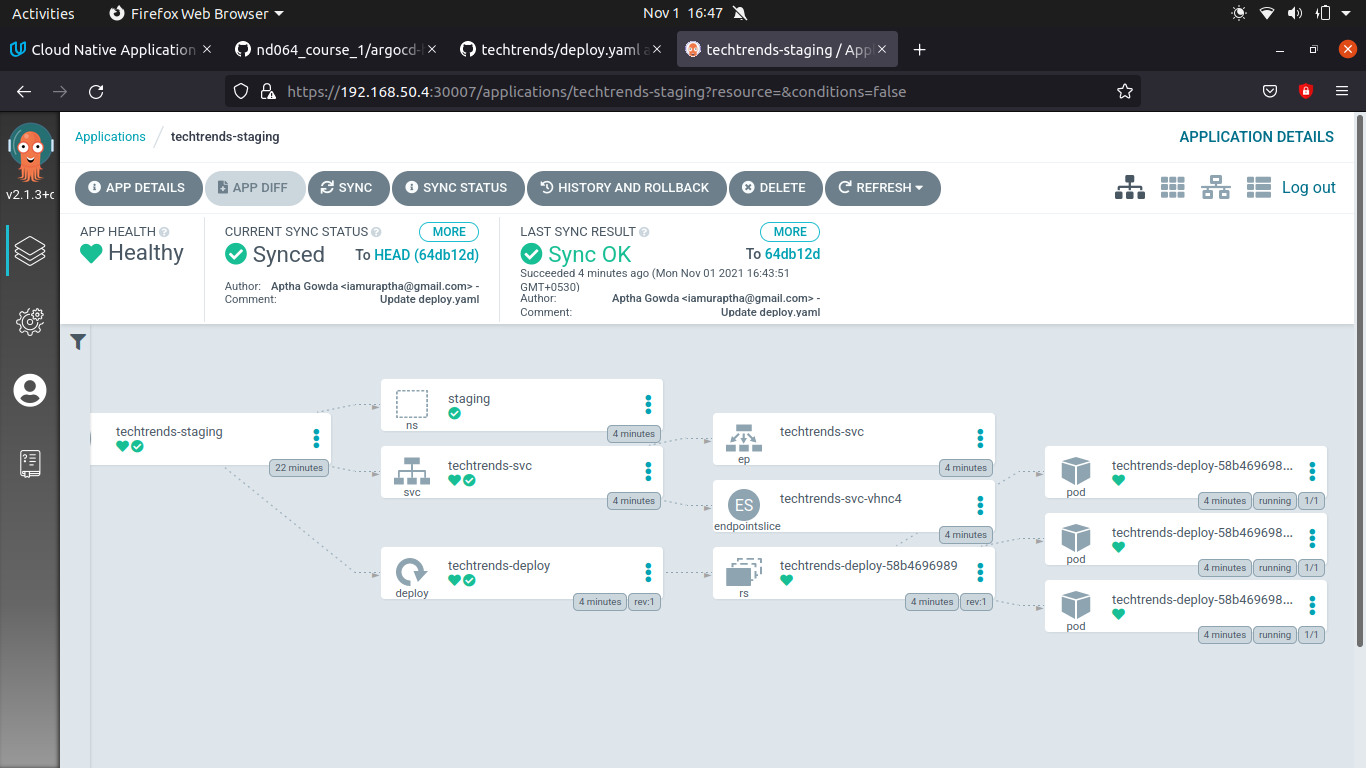 Activities
Firefox Web Browser
Nov 1 16:47
Cloud Native Application
nd064_course_1/argocd-
techtrends/deploy.yaml a
techtrends-staging / App
https://192.168.50.4:30007/applications/techtrends-staging?resource=&conditions=false
v2.1.3+
Applications
techtrends-staging
APPLICATION DETAILS
APP DETAILS
APP DIFF
SYNC
SYNC STATUS
HISTORY AND ROLLBACK
DELETE
REFRESH
Log out
APP HEALTH
Healthy
CURRENT SYNC STATUS
MORE
Synced
To HEAD (64db12d)
Author: Aptha Gowda <iamuraptha@gmail.com> -
Comment: Update deploy.yaml
LAST SYNC RESULT
MORE
Sync OK
To 64db12d
Succeeded 4 minutes ago (Mon Nov 01 2021 16:43:51
GMT+0530)
Author: Aptha Gowda <iamuraptha@gmail.com> -
Comment: Update deploy.yaml
techtrends-staging
22 minutes
staging
ns
4 minutes
techtrends-svc
svc
4 minutes
techtrends-deploy
deploy
4 minutes
rev:1
techtrends-svc
ep
4 minutes
ES
techtrends-svc-vhnc4
endpointslice
4 minutes
techtrends-deploy-58b4696989
rs
4 minutes
rev:1
techtrends-deploy-58b469698...
pod
4 minutes
running
1/1
techtrends-deploy-58b469698...
pod
4 minutes
running
1/1
techtrends-deploy-58b469698...
pod
4 minutes
running
1/1